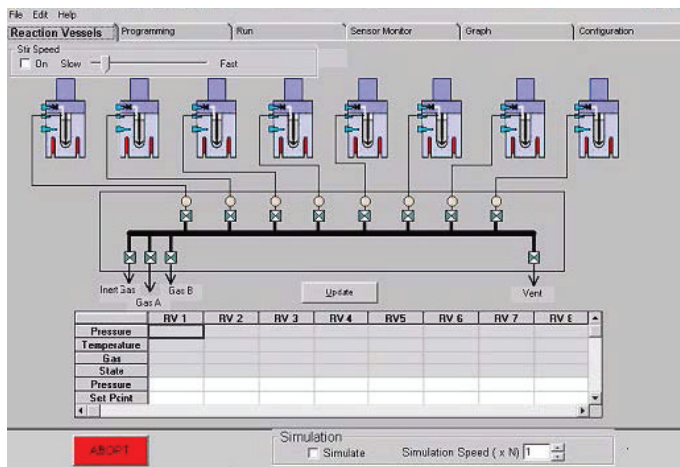 File Edit Help
Reaction Vessels Programming Run Sensor Monitor Graph Configuration
Stir Speed
On Slow Fast
Inert Gas Gas A Gas B
Update
Vent
RV 1 RV 2 RV 3 RV 4 RV5 RV 6 RV 7 RV 8
Pressure
Temperature
Gas
State
Pressure
Set Point
Simulation
ABORT
Simulate Simulation Speed ( x N) 1